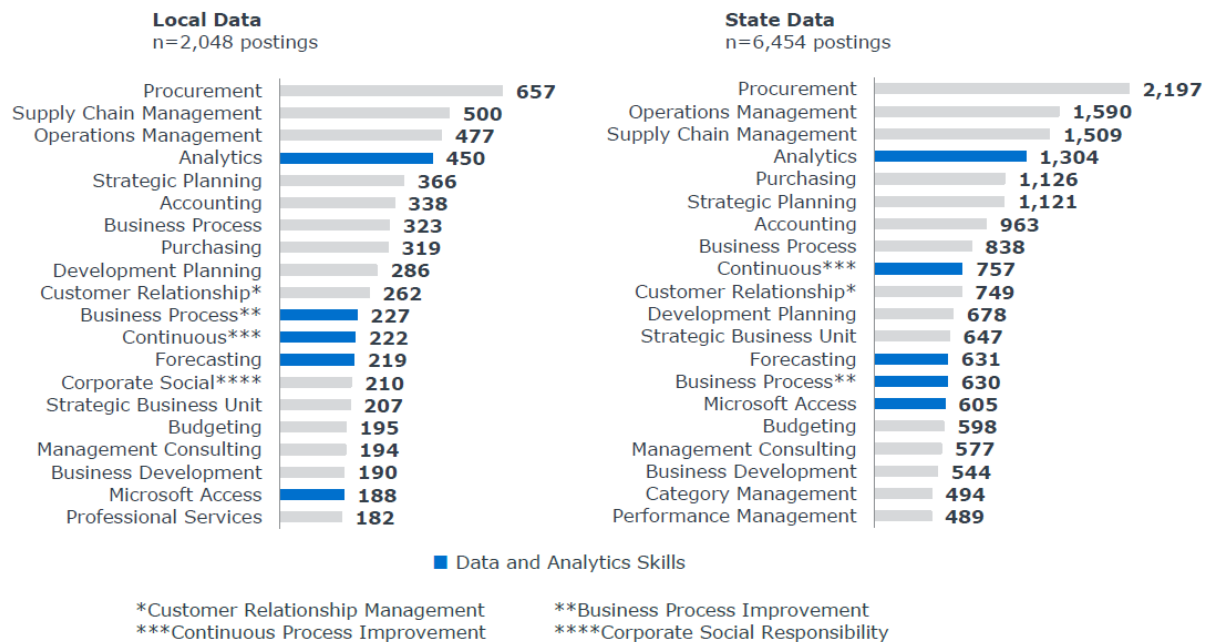 Local Data
n=2,048 postings
Procurement 657
Supply Chain Management 500
Operations Management 477
Analytics 450
Strategic Planning 366
Accounting 338
Business Process 323
Purchasing 319
Development Planning 286
Customer Relationship* 262
Business Process** 227
Continuous*** 222
Forecasting 219
Corporate Social**** 210
Strategic Business Unit 207
Budgeting 195
Management Consulting 194
Business Development 190
Microsoft Access 188
Professional Services 182
State Data
n=6,454 postings
Procurement 2,197
Operations Management 1,590
Supply Chain Management 1,509
Analytics 1,304
Purchasing 1,126
Strategic Planning 1,121
Accounting 963
Business Process 838
Continuous*** 757
Customer Relationship* 749
Development Planning 678
Strategic Business Unit 647
Forecasting 631
Business Process** 630
Microsoft Access 605
Budgeting 598
Management Consulting 577
Business Development 544
Category Management 494
Performance Management 489
Data and Analytics Skills
*Customer Relationship Management **Business Process Improvement
***Continuous Process Improvement ****Corporate Social Responsibility